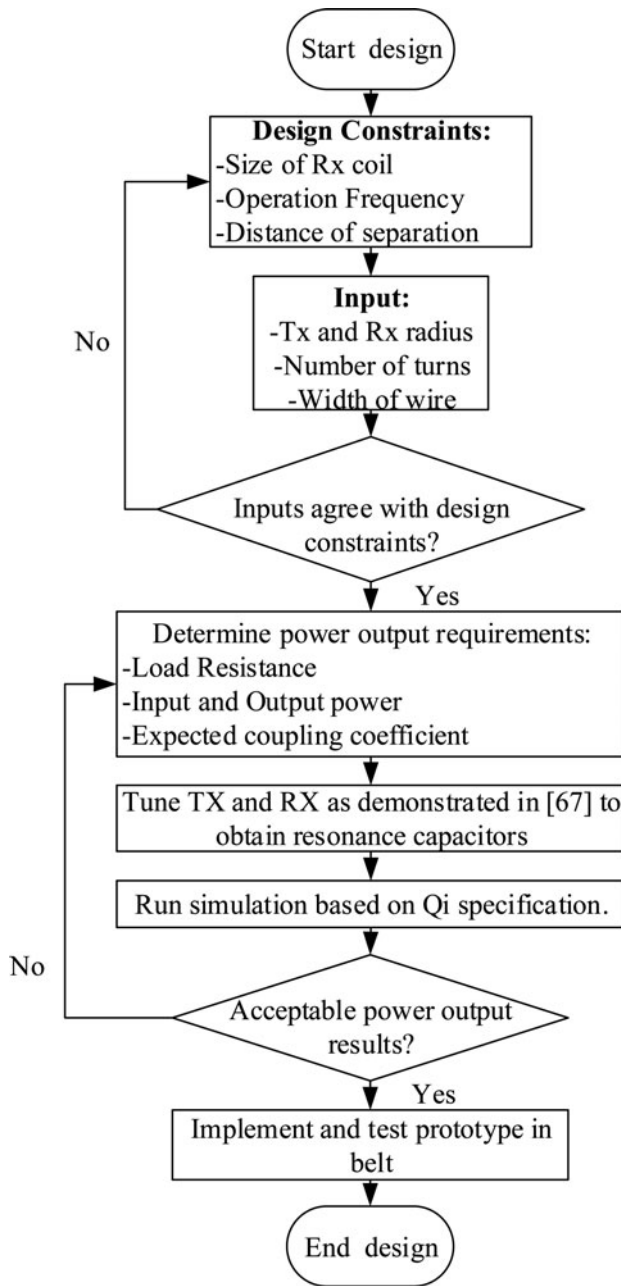 Start design
Design Constraints:
-Size of Rx coil
-Operation Frequency
-Distance of separation
Input:
-Tx and Rx radius
-Number of turns
-Width of wire
No
Inputs agree with design
constraints?
Yes
Determine power output requirements:
-Load Resistance
-Input and Output power
-Expected coupling coefficient
Tune TX and RX as demonstrated in [67] to
obtain resonance capacitors
Run simulation based on Qi specification.
No
Acceptable power output
results?
Yes
Implement and test prototype in
belt
End design